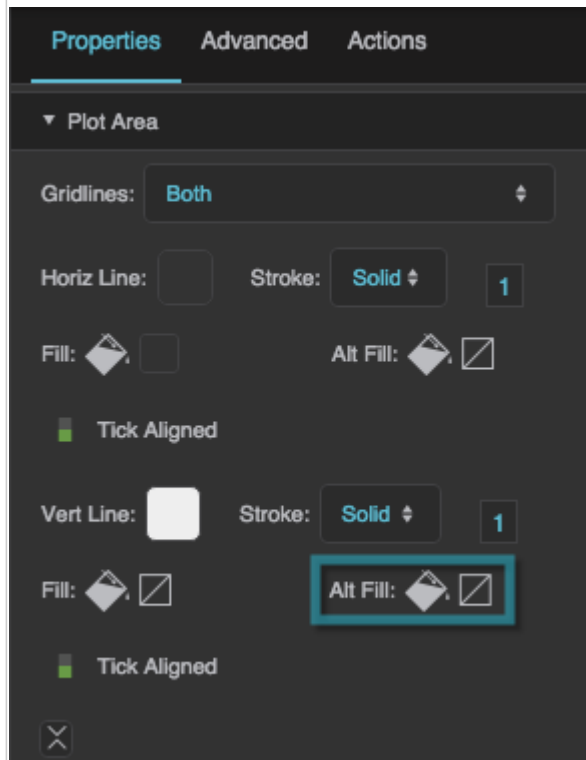 Properties Advanced Actions
Plot Area
Gridlines: Both
Horiz Line: Stroke: Solid 1
Fill: Alt Fill:
Tick Aligned
Vert Line: Stroke: Solid 1
Fill: Alt Fill:
Tick Aligned